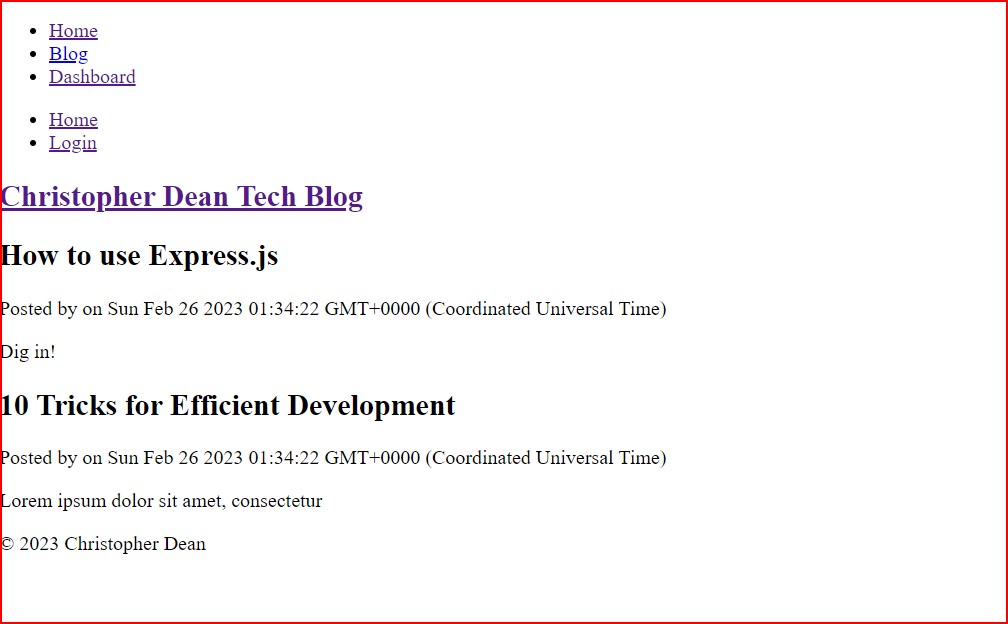 Home
Blog
Dashboard
Home
Login
Christopher Dean Tech Blog
How to use Express.js
Posted by on Sun Feb 26 2023 01:34:22 GMT+0000 (Coordinated Universal Time)
Dig in!
10 Tricks for Efficient Development
Posted by on Sun Feb 26 2023 01:34:22 GMT+0000 (Coordinated Universal Time)
Lorem ipsum dolor sit amet, consectetur
© 2023 Christopher Dean